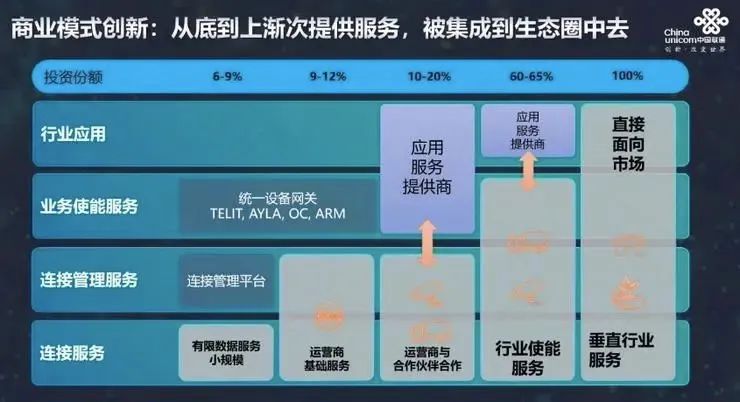 商业模式创新：从底到上渐次提供服务，被集成到生态圈中去
China
unicom中国联通
创新·改变世界
投资份额 6-9% 9-12% 10-20% 60-65% 100%
行业应用
应用
服务
提供商
应用
服务
提供商
直接
面向
市场
业务使能服务
统一设备网关
TELIT, AYLA, OC, ARM
连接管理服务
连接管理平台
连接服务
有限数据服务
小规模
运营商
基础服务
运营商与
合作伙伴合作
行业使能
服务
垂直行业
服务